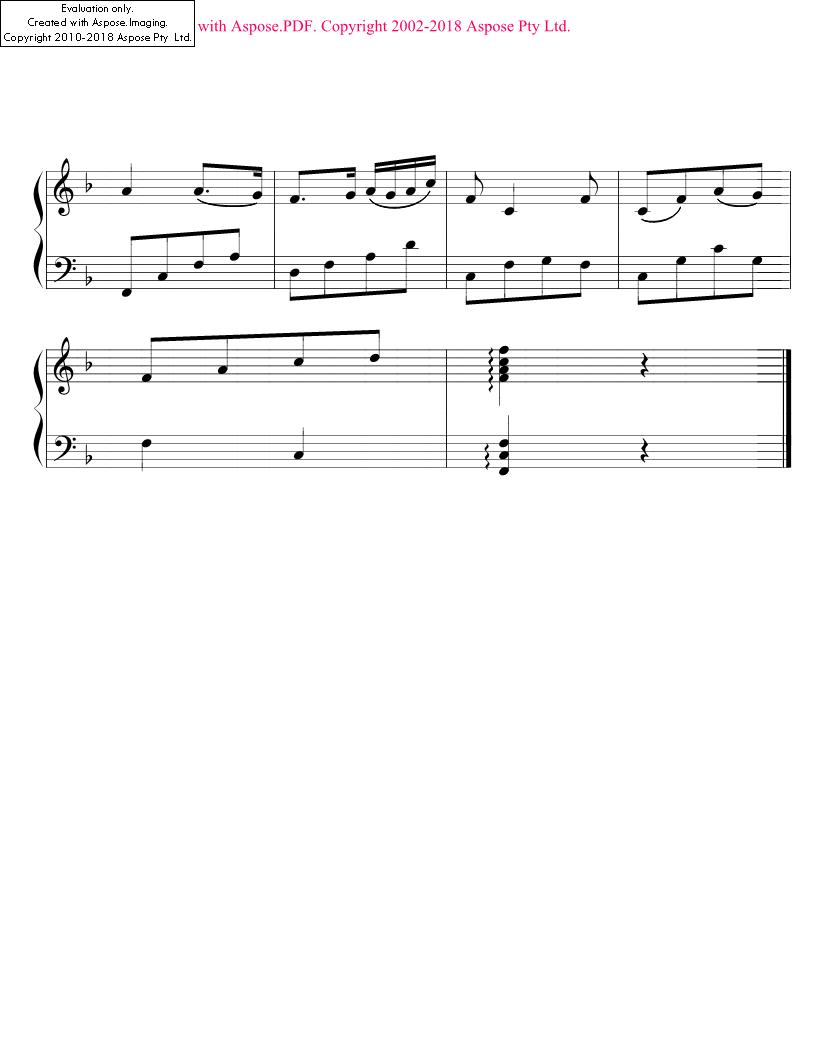 Evaluation only.
Created with Aspose.Imaging.
Copyright 2010-2018 Aspose Pty Ltd.
with Aspose.PDF. Copyright 2002-2018 Aspose Pty Ltd.